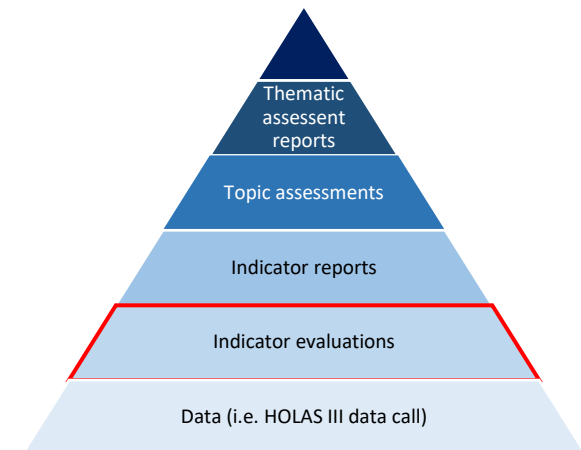 Thematic
assessent
reports
Topic assessments
Indicator reports
Indicator evaluations
Data (i.e. HOLAS III data call)